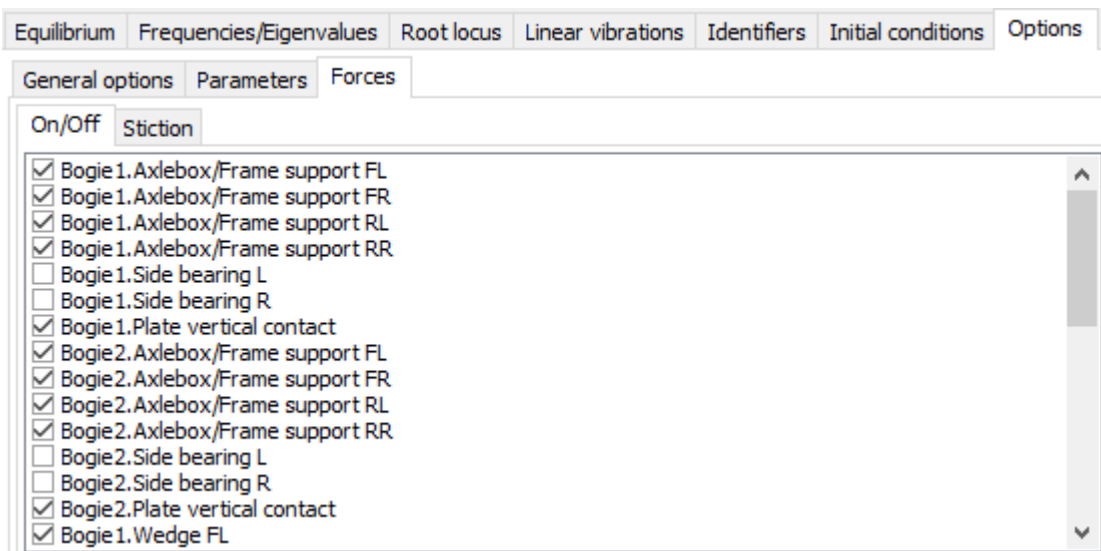 Equilibrium Frequencies/Eigenvalues Root locus Linear vibrations Identifiers Initial conditions Options
General options Parameters Forces
On/Off Stiction
Bogie1.Axlebox/Frame support FL
Bogie1.Axlebox/Frame support FR
Bogie1.Axlebox/Frame support RL
Bogie1.Axlebox/Frame support RR
Bogie1.Side bearing L
Bogie1.Side bearing R
Bogie1.Plate vertical contact
Bogie2.Axlebox/Frame support FL
Bogie2.Axlebox/Frame support FR
Bogie2.Axlebox/Frame support RL
Bogie2.Axlebox/Frame support RR
Bogie2.Side bearing L
Bogie2.Side bearing R
Bogie2.Plate vertical contact
Bogie1.Wedge FL